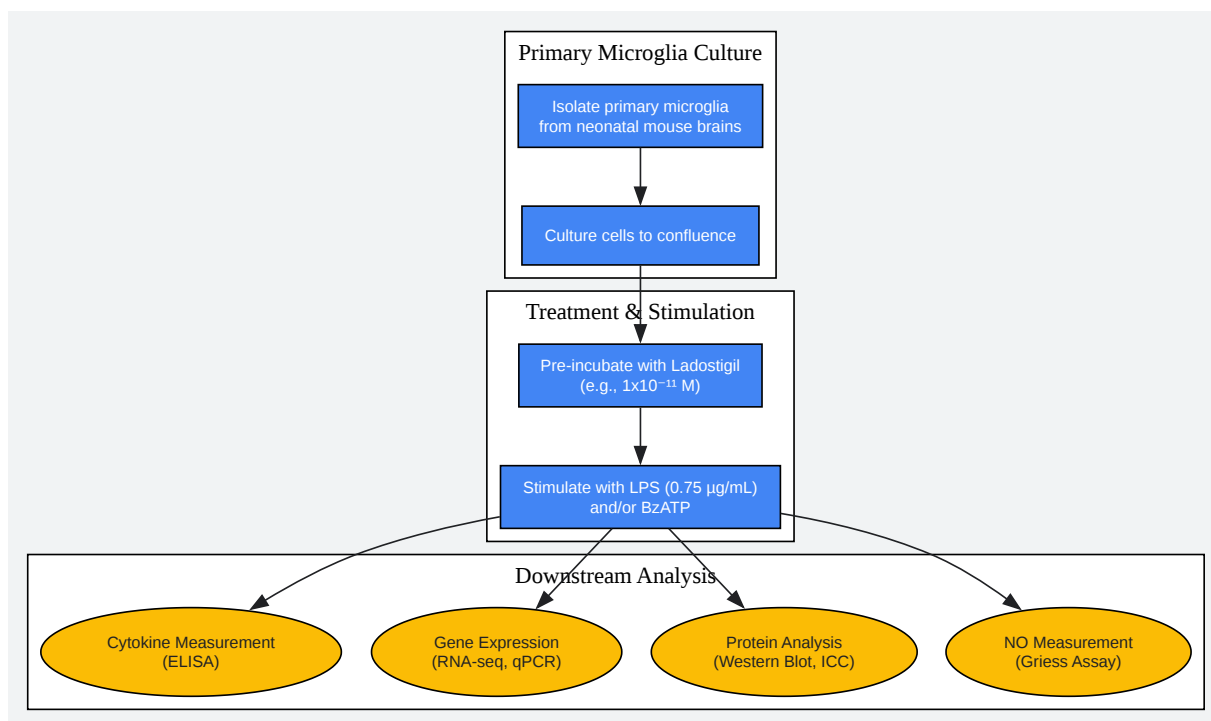 Primary Microglia Culture
Isolate primary microglia
from neonatal mouse brains
Culture cells to confluence
Treatment & Stimulation
Pre-incubate with Ladostigil
(e.g., 1x10⁻¹¹ M)
Stimulate with LPS (0.75 µg/mL)
and/or BzATP
Downstream Analysis
Cytokine Measurement
(ELISA)
Gene Expression
(RNA-seq, qPCR)
Protein Analysis
(Western Blot, ICC)
NO Measurement
(Griess Assay)